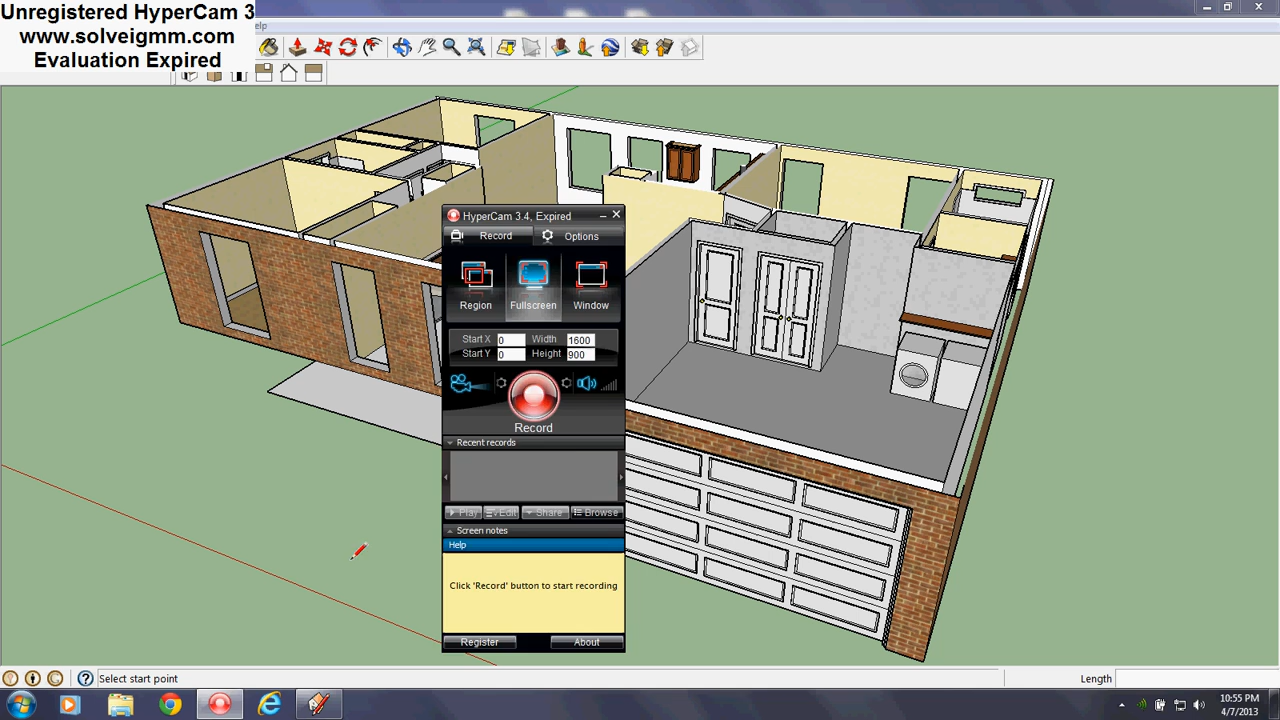 Unregistered HyperCam 3
www.solveigmm.com
Evaluation Expired
elp
HyperCam 3.4, Expired
Record
Options
Region
Fullscreen
Window
Start X 0 Width 1600
Start Y 0 Height 900
Record
Recent records
Play Edit Share Browse
Screen notes
Help
Click 'Record' button to start recording
Register
About
Select start point
Length
10:55 PM
4/7/2013